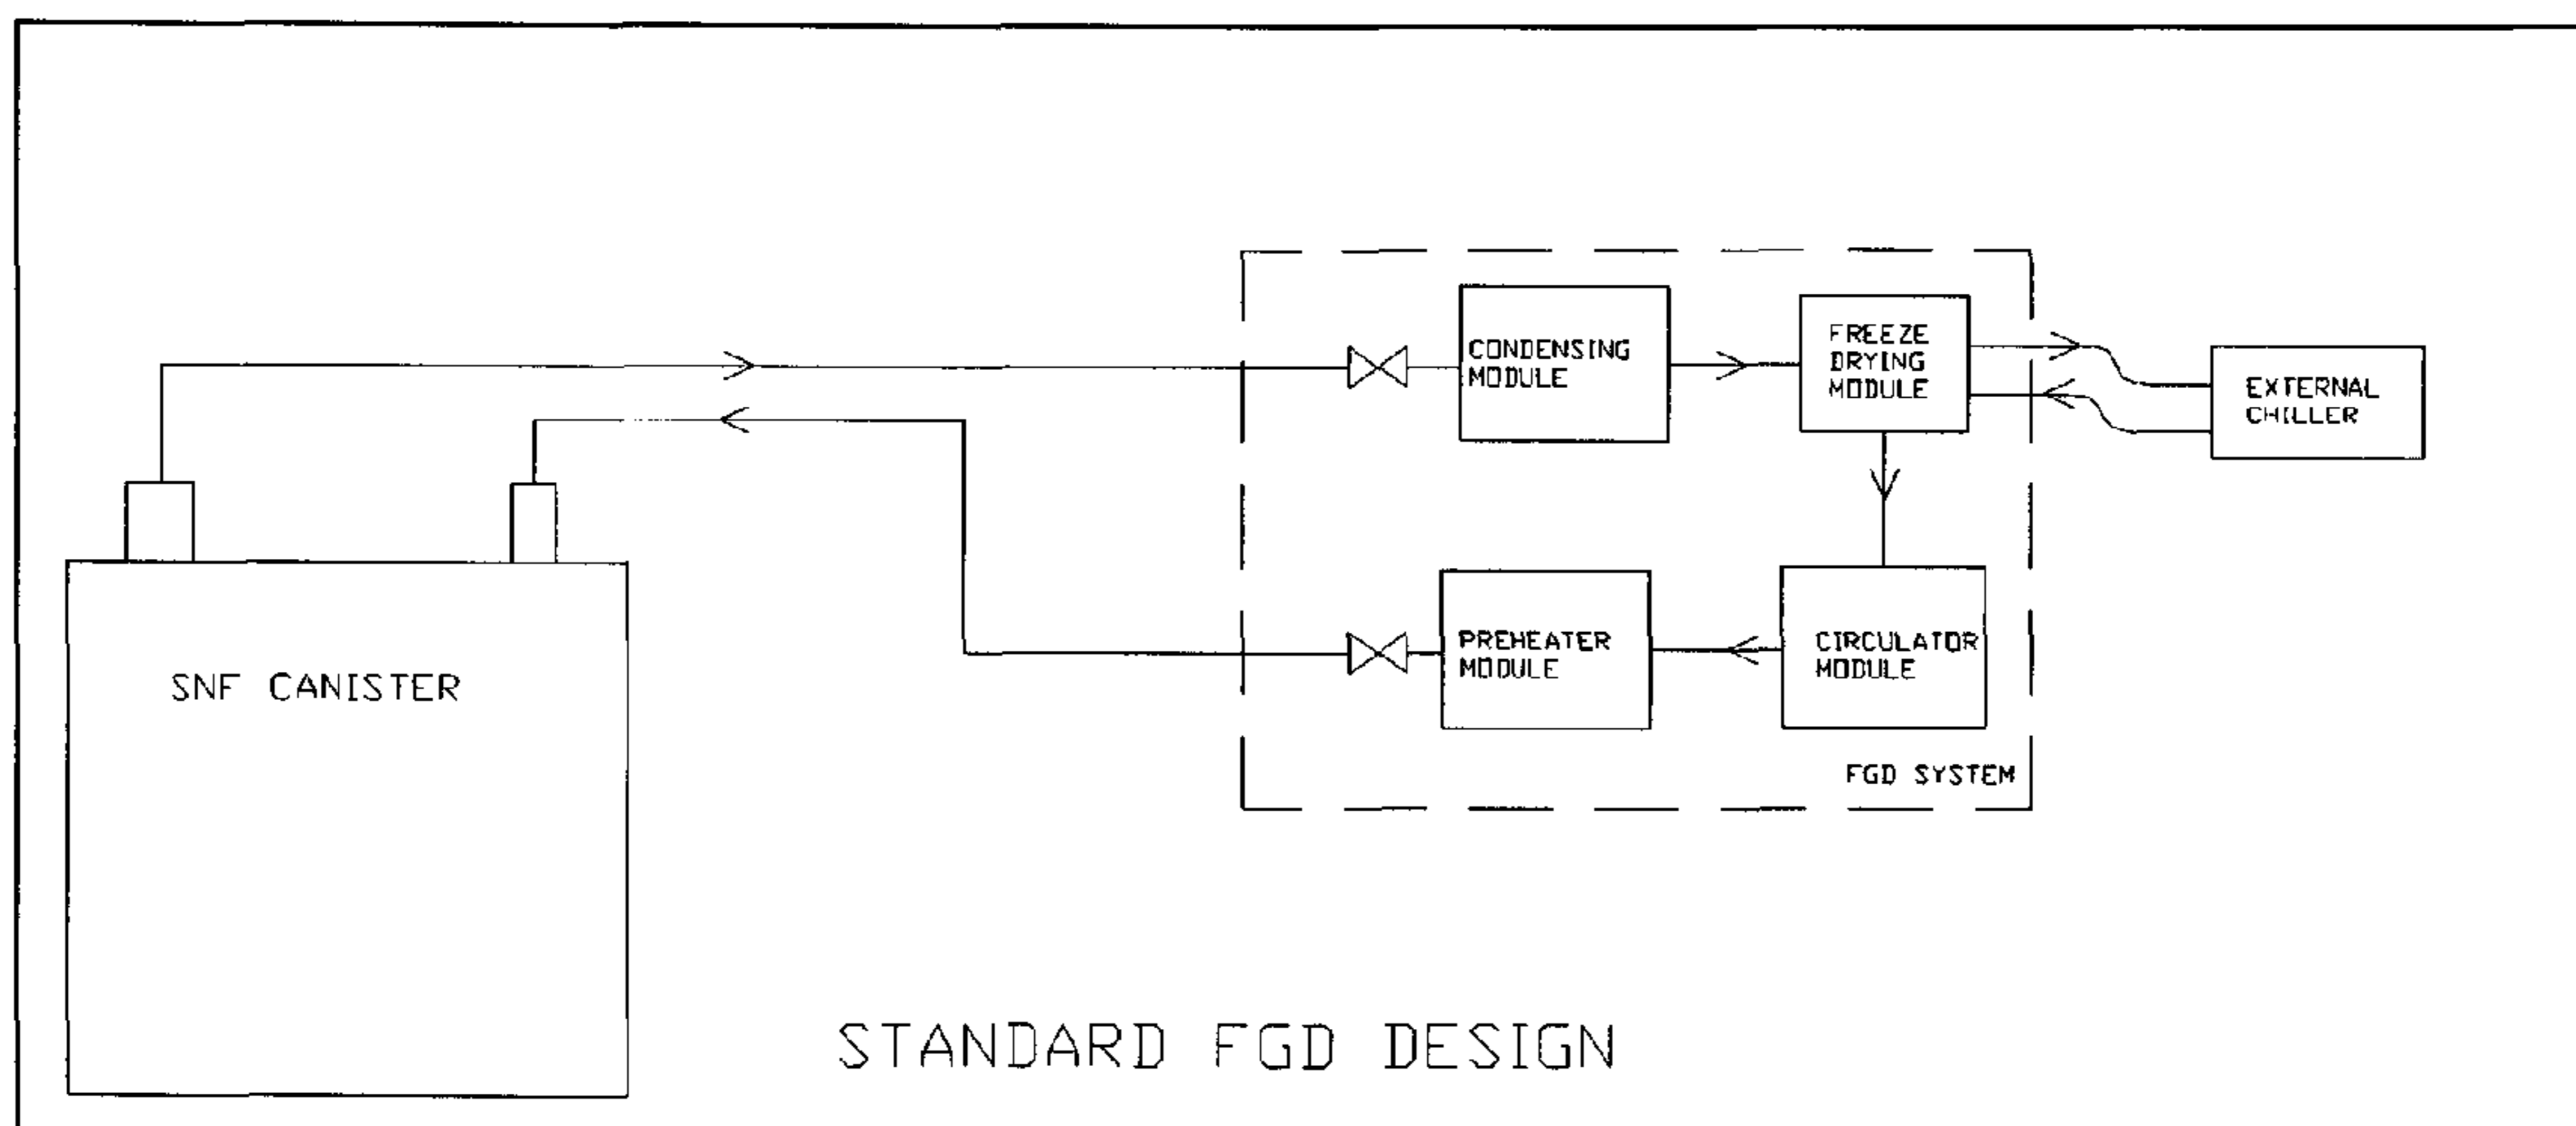 CONDENSING
MODULE
FREEZE
DRYING
MODULE
EXTERNAL
CHILLER
PREHEATER
MODULE
CIRCULATOR
MODULE
SNF CANISTER
FGD SYSTEM
STANDARD FGD DESIGN